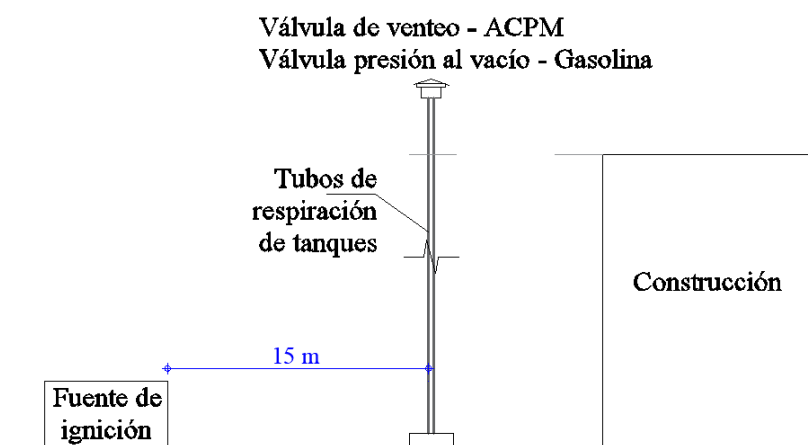 Válvula de venteo - ACPM
Válvula presión al vacío - Gasolina
Tubos de
respiración
de tanques
Construcción
15 m
Fuente de
ignición